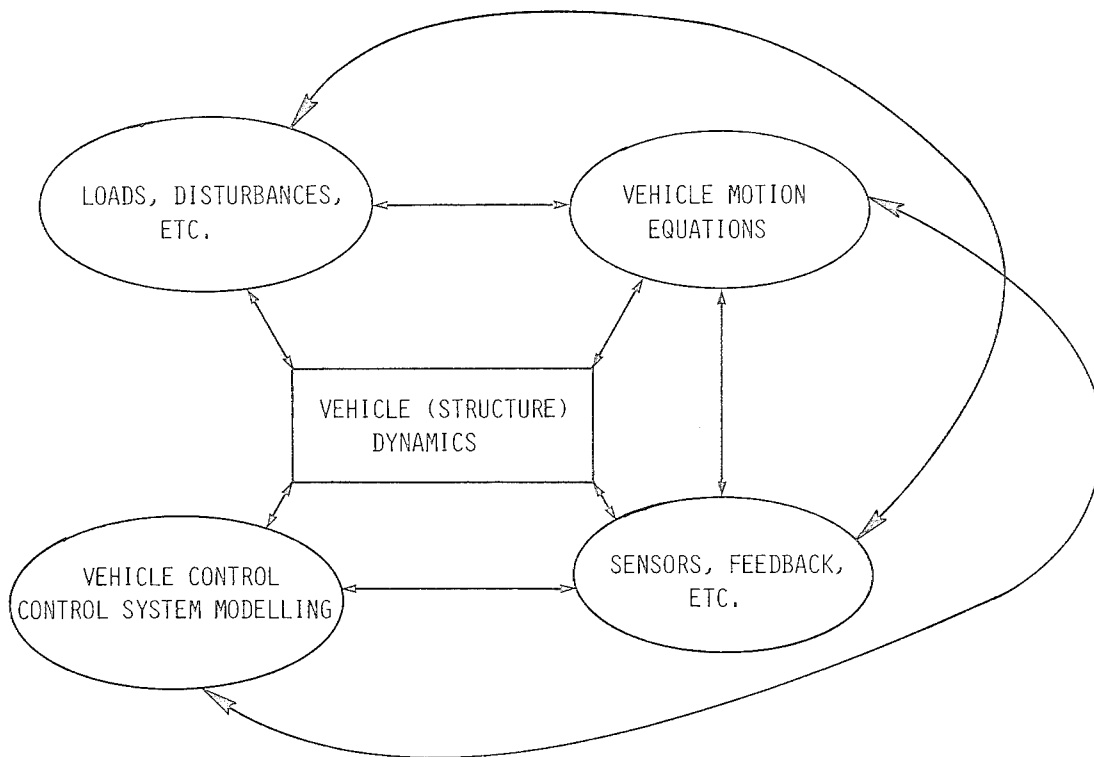 LOADS, DISTURBANCES,
ETC.
VEHICLE MOTION
EQUATIONS
VEHICLE (STRUCTURE)
DYNAMICS
VEHICLE CONTROL
CONTROL SYSTEM MODELLING
SENSORS, FEEDBACK,
ETC.